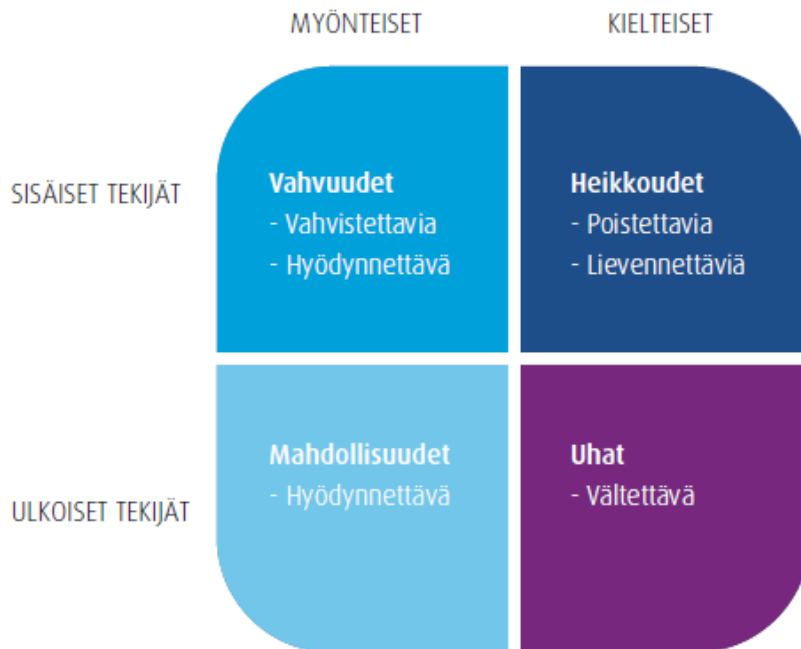 MYÖNTEISET
KIELTEISET
SISÄISET TEKIJÄT
Vahvuudet
- Vahvistettavia
- Hyödynnettävä
Heikkoudet
- Poistettavia
- Lievennettäviä
ULKOISET TEKIJÄT
Mahdollisuudet
- Hyödynnettävä
Uhat
- Vältettävä